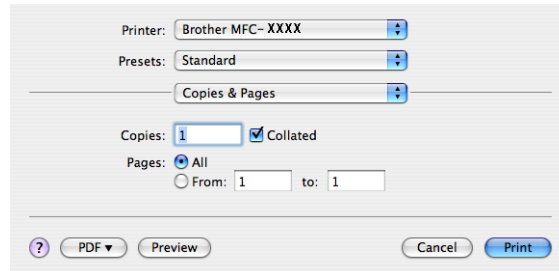 Printer: Brother MFC-XXXX
Presets: Standard
Copies & Pages
Copies: 1 Collated
Pages: All
From: 1 to: 1
? PDF▼ Preview Cancel Print